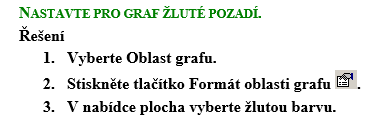 NASTAVTE PRO GRAF ŽLUTÉ POZADÍ.
Řešení
1. Vyberte Oblast grafu.
2. Stiskněte tlačítko Formát oblasti grafu .
3. V nabídce plocha vyberte žlutou barvu.